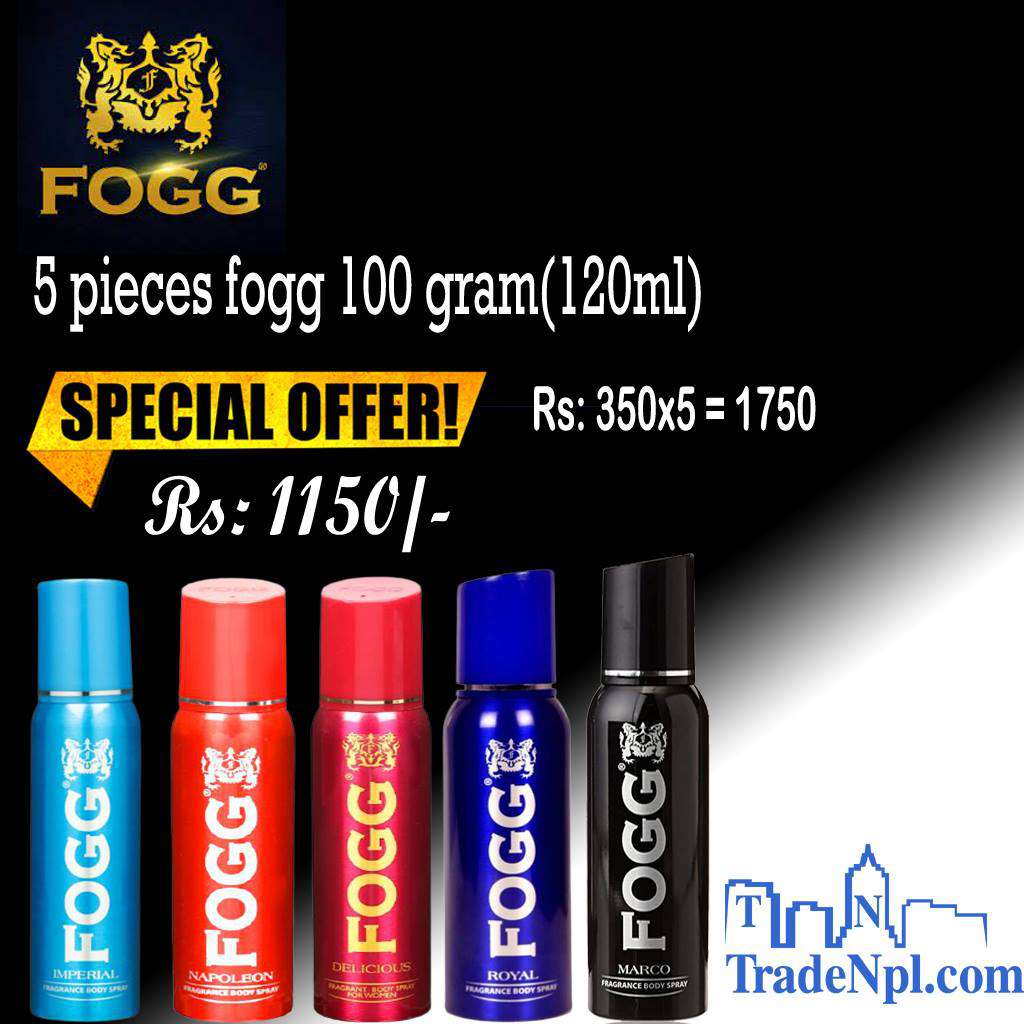 F
FOGG®
5 pieces fogg 100 gram(120ml)
SPECIAL OFFER!
Rs: 350x5 = 1750
Rs: 1150/-
FOGG®
IMPERIAL
FRAGRANCE BODY SPRAY
FOGG
FOGG®
NAPOLEON
FRAGRANCE BODY SPRAY
FOGG
FOGG®
DELICIOUS
FRAGRANT BODY SPRAY
FOR WOMEN
FOGG®
ROYAL
FRAGRANCE BODY SPRAY
FOGG®
MARCO
FRAGRANCE BODY SPRAY
T N
TradeNpl.com